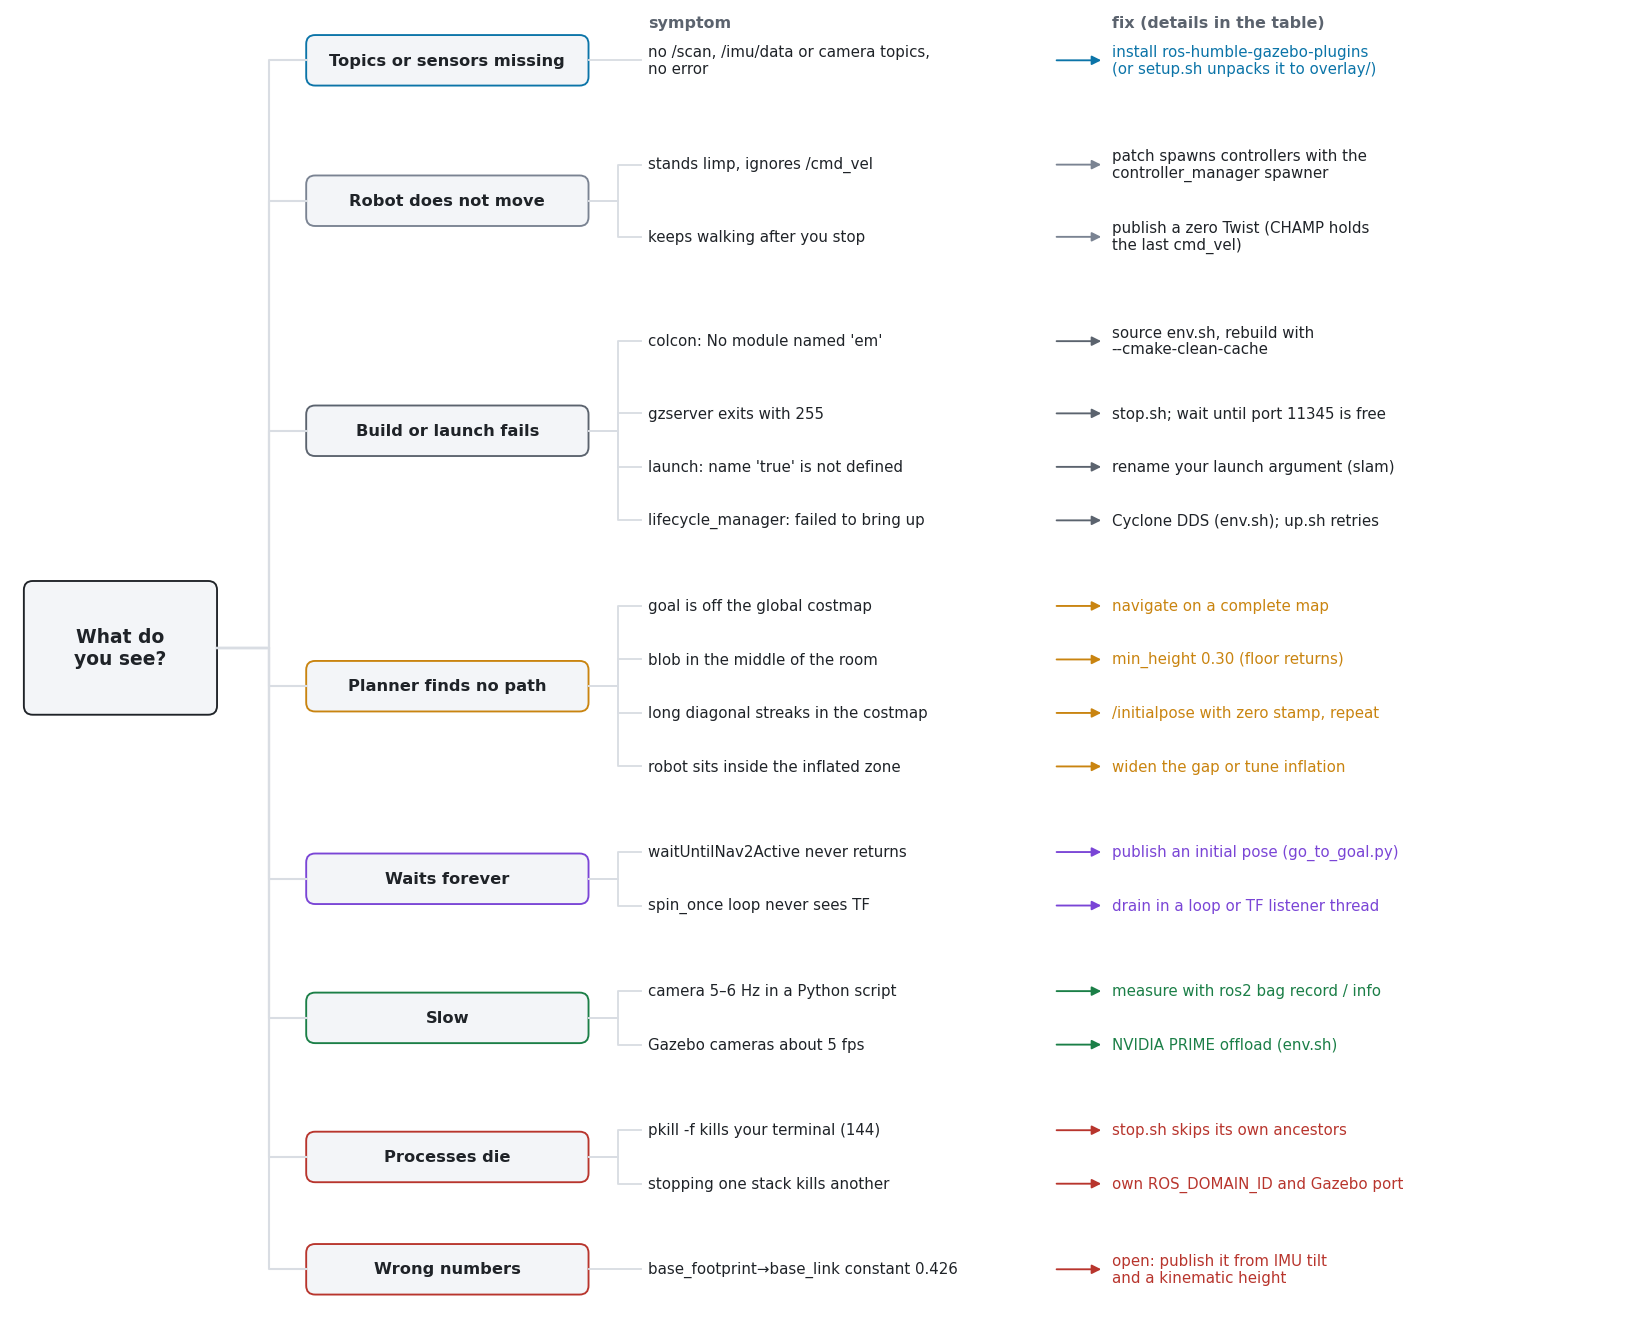 symptom
fix (details in the table)
What do
you see?
Topics or sensors missing
no /scan, /imu/data or camera topics,
no error
install ros-humble-gazebo-plugins
(or setup.sh unpacks it to overlay/)
Robot does not move
stands limp, ignores /cmd_vel
patch spawns controllers with the
controller_manager spawner
keeps walking after you stop
publish a zero Twist (CHAMP holds
the last cmd_vel)
Build or launch fails
colcon: No module named 'em'
source env.sh, rebuild with
--cmake-clean-cache
gzserver exits with 255
stop.sh; wait until port 11345 is free
launch: name 'true' is not defined
rename your launch argument (slam)
lifecycle_manager: failed to bring up
Cyclone DDS (env.sh); up.sh retries
Planner finds no path
goal is off the global costmap
navigate on a complete map
blob in the middle of the room
min_height 0.30 (floor returns)
long diagonal streaks in the costmap
/initialpose with zero stamp, repeat
robot sits inside the inflated zone
widen the gap or tune inflation
Waits forever
waitUntilNav2Active never returns
publish an initial pose (go_to_goal.py)
spin_once loop never sees TF
drain in a loop or TF listener thread
Slow
camera 5–6 Hz in a Python script
measure with ros2 bag record / info
Gazebo cameras about 5 fps
NVIDIA PRIME offload (env.sh)
Processes die
pkill -f kills your terminal (144)
stop.sh skips its own ancestors
stopping one stack kills another
own ROS_DOMAIN_ID and Gazebo port
Wrong numbers
base_footprint→base_link constant 0.426
open: publish it from IMU tilt
and a kinematic height